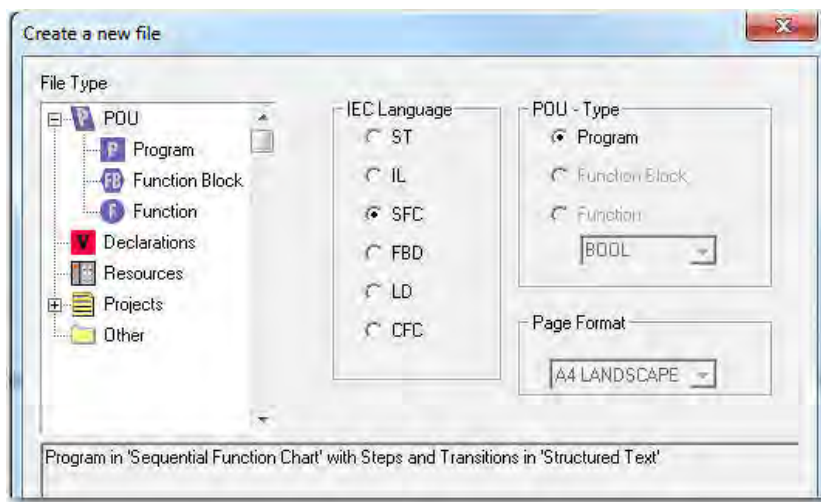 Create a new file
File Type
POU
P Program
FB Function Block
F Function
V Declarations
Resources
Projects
Other
IEC Language
ST
IL
SFC
FBD
LD
CFC
POU - Type
Program
Function Block
Function
BOOL
Page Format
A4 LANDSCAPE
Program in 'Sequential Function Chart' with Steps and Transitions in 'Structured Text'